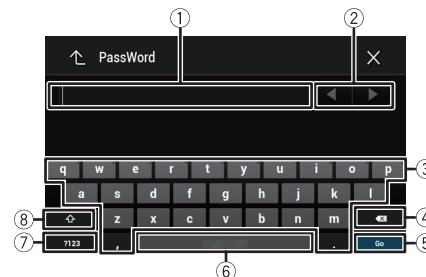 1 2
PassWord
q w e r t y u i o p 3
a s d f g h j k l
8 z x c v b n m 4
7 ?123 , . Go 5
6